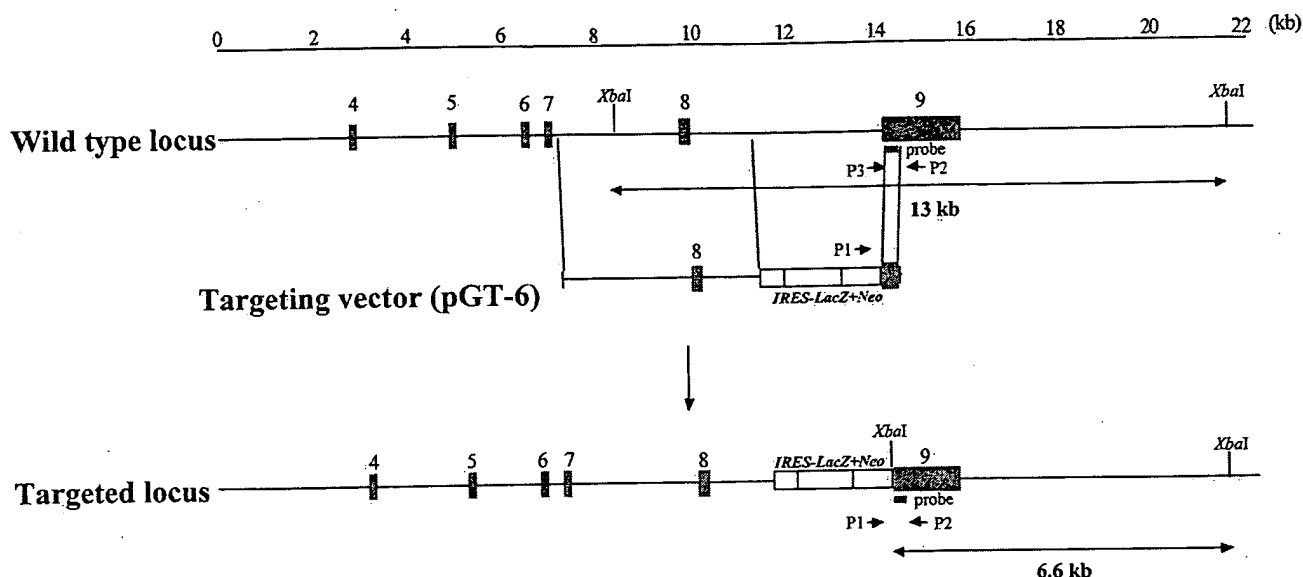 0 2 4 6 8 10 12 14 16 18 20 22 (kb)
XbaI XbaI
4 5 6 7 8 9
Wild type locus
probe
P3 P2
13 kb
P1
8
Targeting vector (pGT-6)
IRES-LacZ+Neo
XbaI XbaI
4 5 6 7 8 IRES-LacZ+Neo 9
Targeted locus
probe
P1 P2
6.6 kb